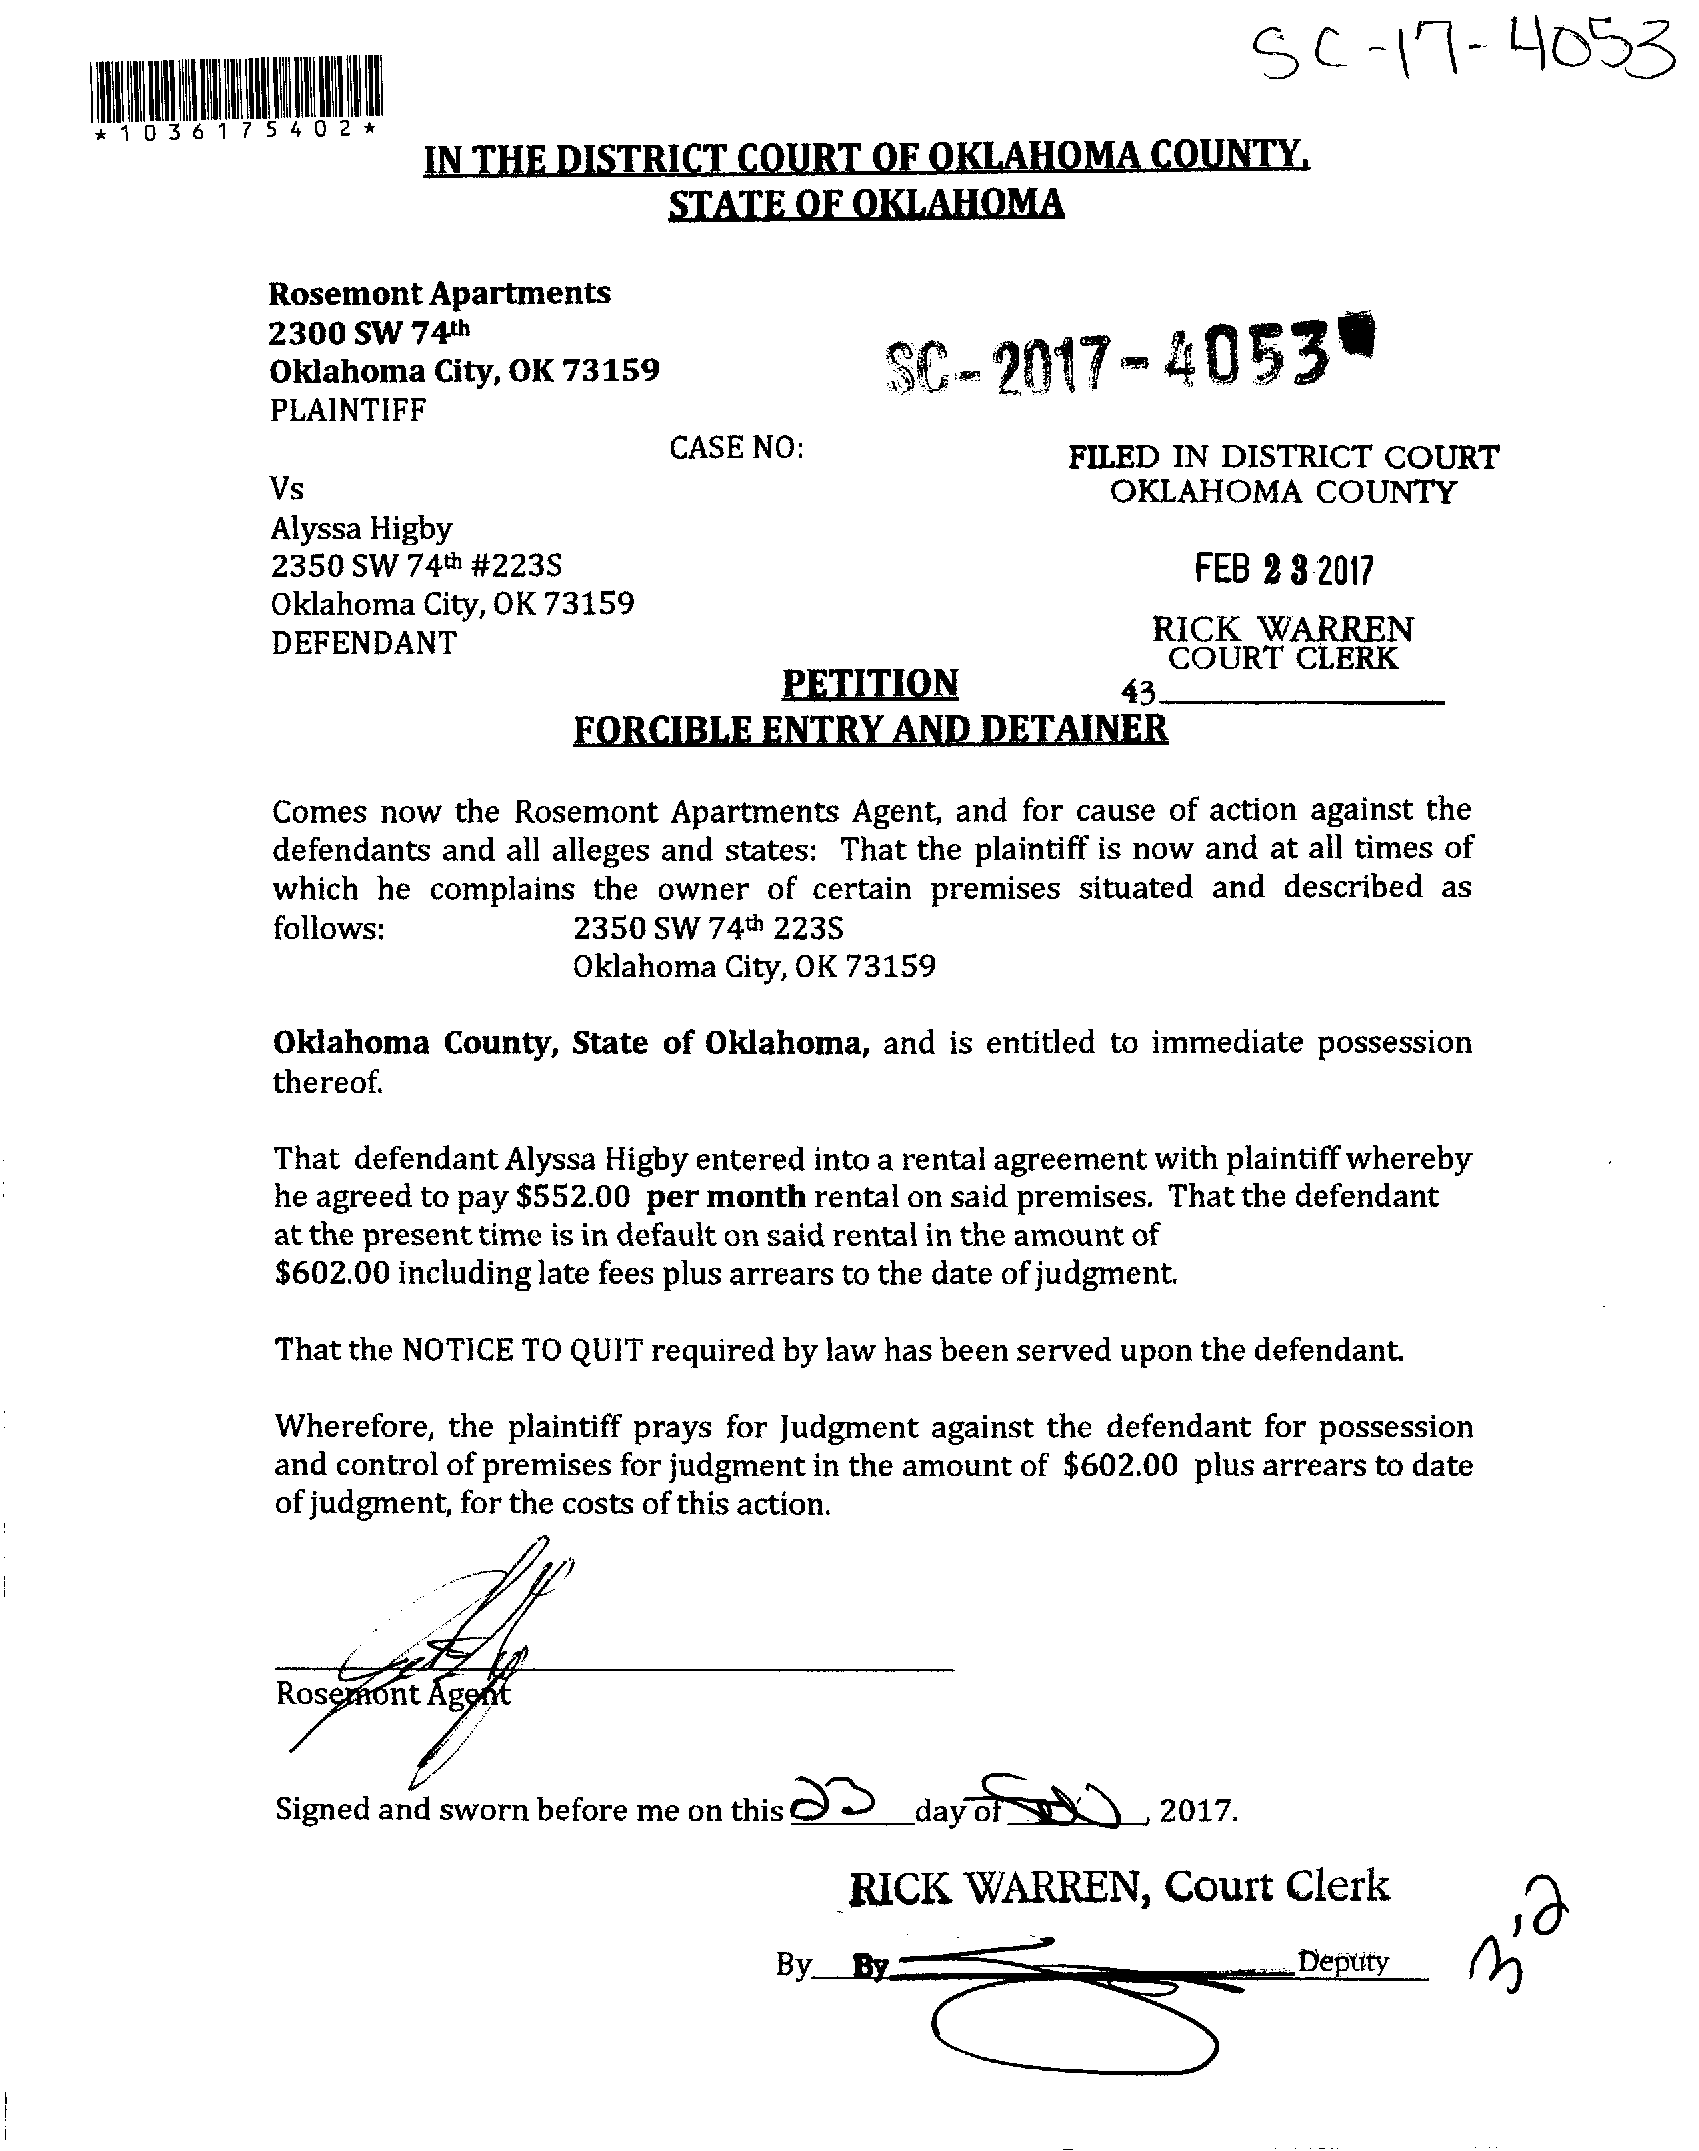 SC-17-4053
*1036175402*
IN THE DISTRICT COURT OF OKLAHOMA COUNTY,
STATE OF OKLAHOMA
Rosemont Apartments
2300 SW 74th
Oklahoma City, OK 73159
PLAINTIFF
SC-2017-4053
CASE NO:
FILED IN DISTRICT COURT
OKLAHOMA COUNTY
Vs
Alyssa Higby
2350 SW 74th #223S
Oklahoma City, OK 73159
DEFENDANT
FEB 23 2017
RICK WARREN
COURT CLERK
43
PETITION
FORCIBLE ENTRY AND DETAINER
Comes now the Rosemont Apartments Agent, and for cause of action against the
defendants and all alleges and states: That the plaintiff is now and at all times of
which he complains the owner of certain premises situated and described as
follows: 2350 SW 74th 223S
Oklahoma City, OK 73159
Oklahoma County, State of Oklahoma, and is entitled to immediate possession
thereof.
That defendant Alyssa Higby entered into a rental agreement with plaintiff whereby
he agreed to pay $552.00 per month rental on said premises. That the defendant
at the present time is in default on said rental in the amount of
$602.00 including late fees plus arrears to the date of judgment.
That the NOTICE TO QUIT required by law has been served upon the defendant.
Wherefore, the plaintiff prays for Judgment against the defendant for possession
and control of premises for judgment in the amount of $602.00 plus arrears to date
of judgment, for the costs of this action.
Rosemont Agent
Signed and sworn before me on this 23 day of , 2017.
RICK WARREN, Court Clerk
By By Deputy